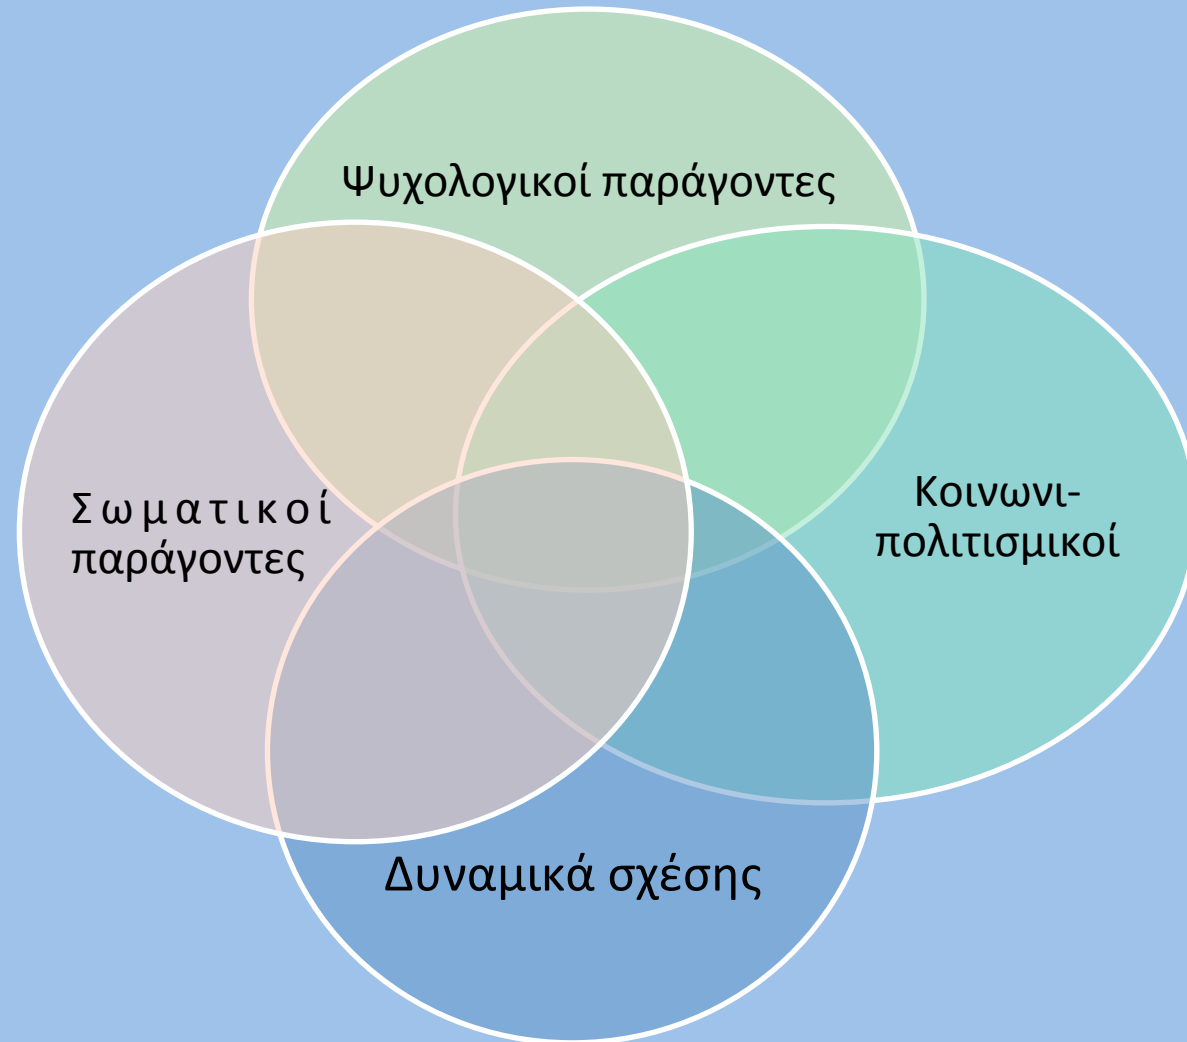 Ψυχολογικοί παράγοντες
Σωματικοί
παράγοντες
Κοινωνι-
πολιτισμικοί
Δυναμικά σχέσης